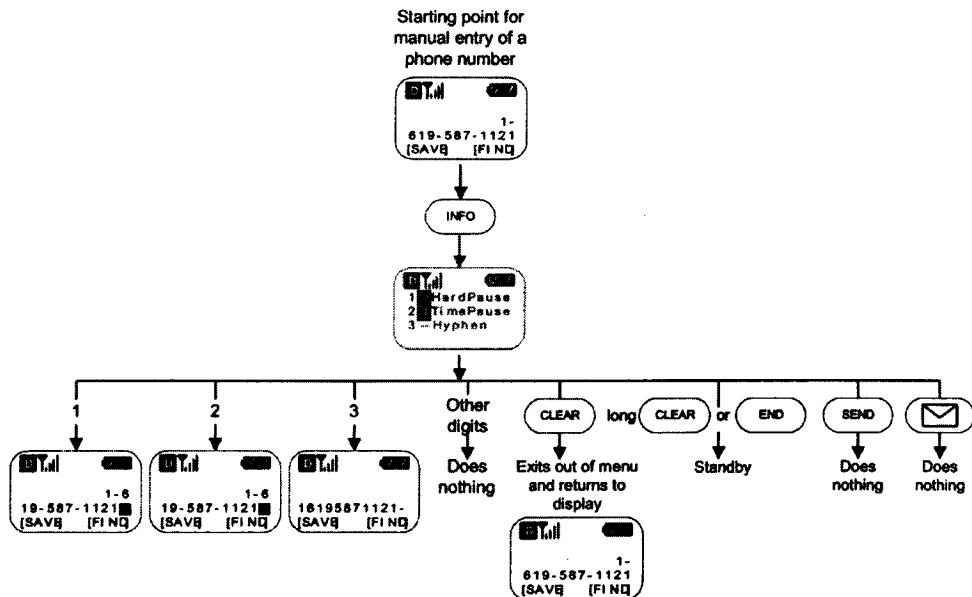 Starting point for
manual entry of a
phone number
1-
619-587-1121
[SAVE] [FIND]
INFO
1 HardPause
2 TimePause
3 - Hyphen
1
2
3
Other
digits
CLEAR
long
CLEAR
or
END
SEND
Does
nothing
Exits out of menu
and returns to
display
Standby
Does
nothing
Does
nothing
1-6
19-587-1121
[SAVE] [FIND]
1-6
19-587-1121
[SAVE] [FIND]
16195871121-
[SAVE] [FIND]
1-
619-587-1121
[SAVE] [FIND]